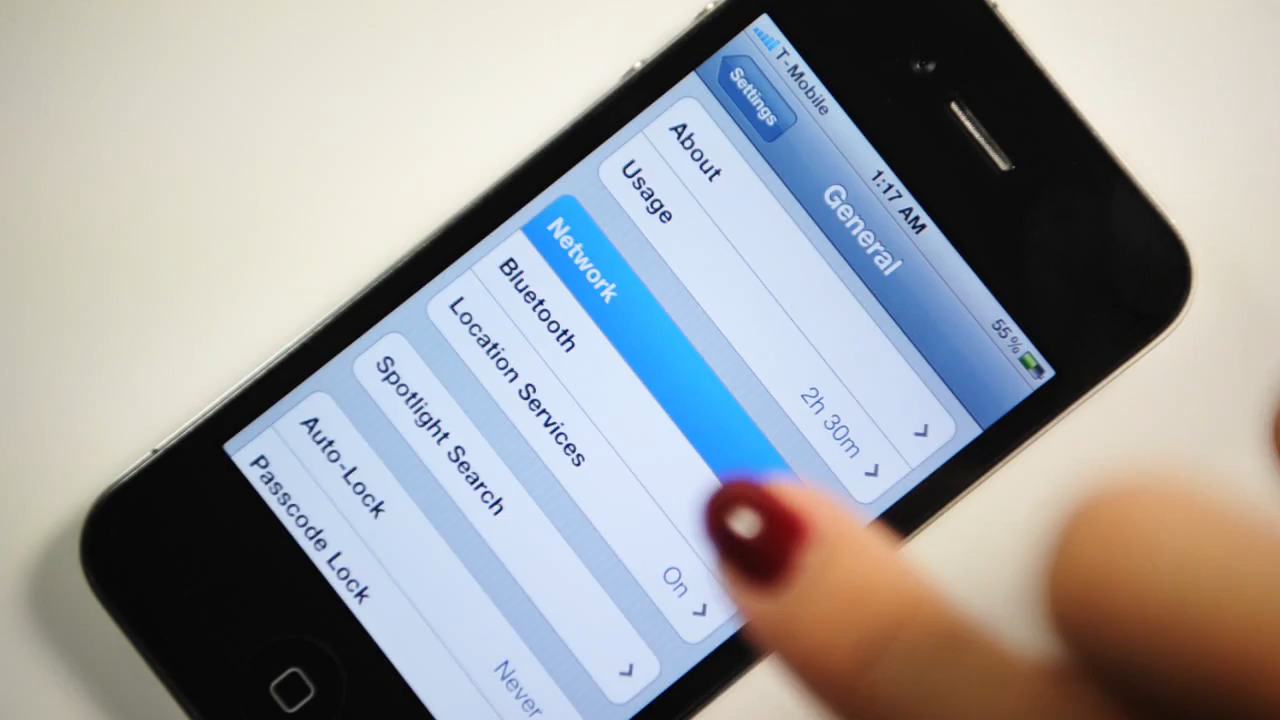 T-Mobile 1:17 AM 55%
Settings General
About
Usage 2h 30m
Network
Bluetooth On
Location Services
Spotlight Search
Auto-Lock Never
Passcode Lock